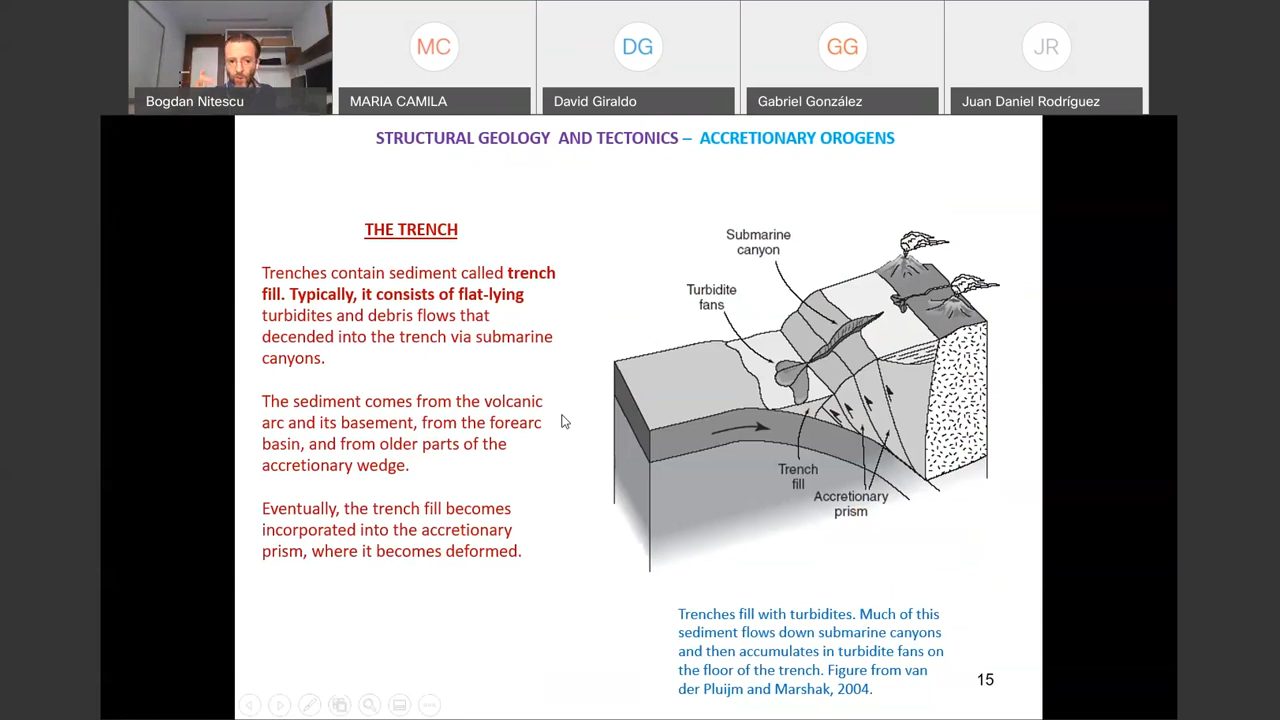 MC
DG
GG
JR
Bogdan Nitescu
MARIA CAMILA
David Giraldo
Gabriel González
Juan Daniel Rodríguez
STRUCTURAL GEOLOGY AND TECTONICS – ACCRETIONARY OROGENS
THE TRENCH
Trenches contain sediment called trench
fill. Typically, it consists of flat-lying
turbidites and debris flows that
decended into the trench via submarine
canyons.
The sediment comes from the volcanic
arc and its basement, from the forearc
basin, and from older parts of the
accretionary wedge.
Eventually, the trench fill becomes
incorporated into the accretionary
prism, where it becomes deformed.
Submarine
canyon
Turbidite
fans
Trench
fill
Accretionary
prism
Trenches fill with turbidites. Much of this
sediment flows down submarine canyons
and then accumulates in turbidite fans on
the floor of the trench. Figure from van
der Pluijm and Marshak, 2004.
15